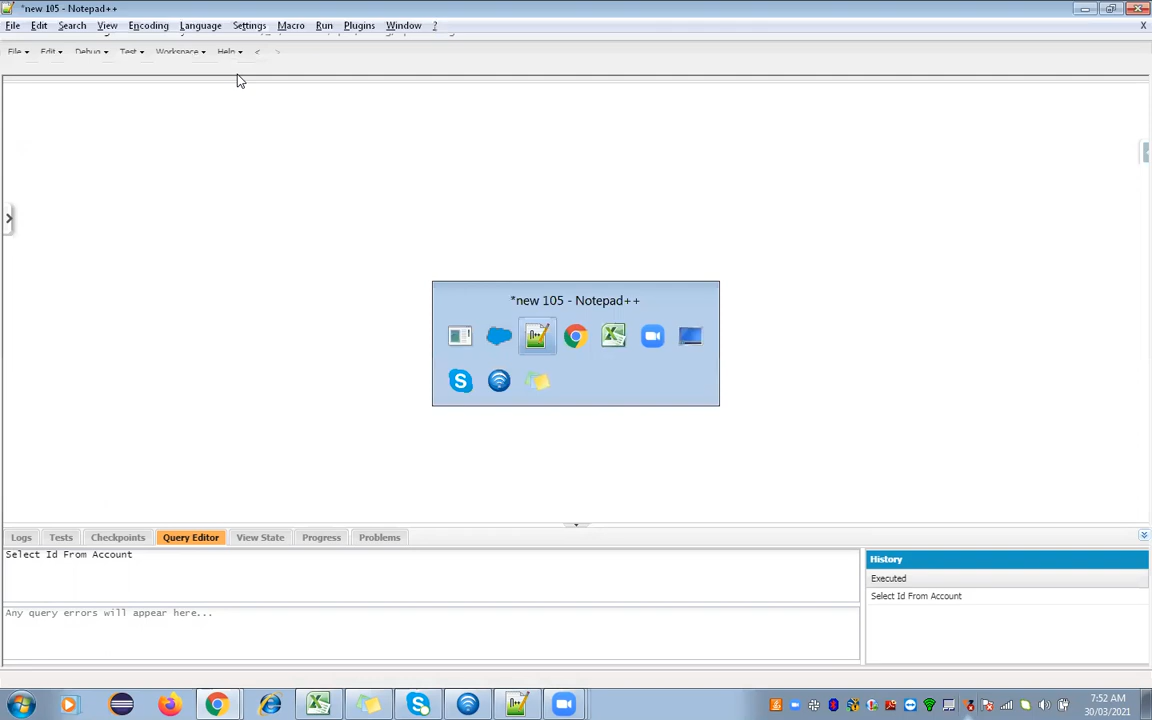 *new 105 - Notepad++
File Edit Search View Encoding Language Settings Macro Run Plugins Window ? X
File Edit Debug Test Workspace Help < >
*new 105 - Notepad++
Logs Tests Checkpoints Query Editor View State Progress Problems
Select Id From Account
Any query errors will appear here...
History
Executed
Select Id From Account
7:52 AM
30/03/2021